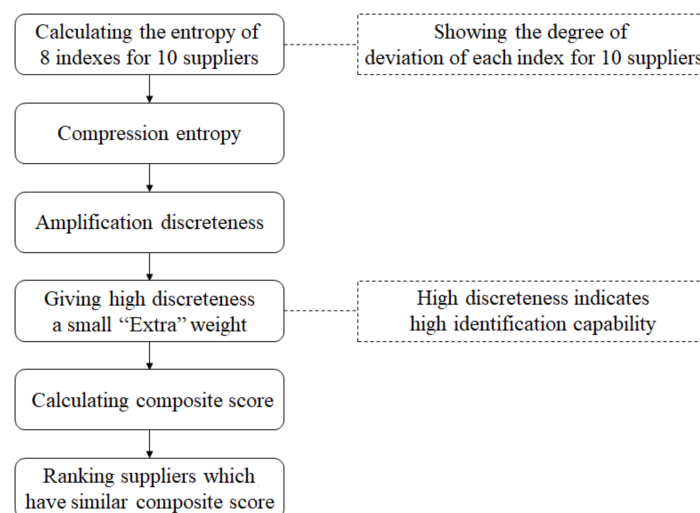 Calculating the entropy of
8 indexes for 10 suppliers
Showing the degree of
deviation of each index for 10 suppliers
Compression entropy
Amplification discreteness
Giving high discreteness
a small “Extra” weight
High discreteness indicates
high identification capability
Calculating composite score
Ranking suppliers which
have similar composite score